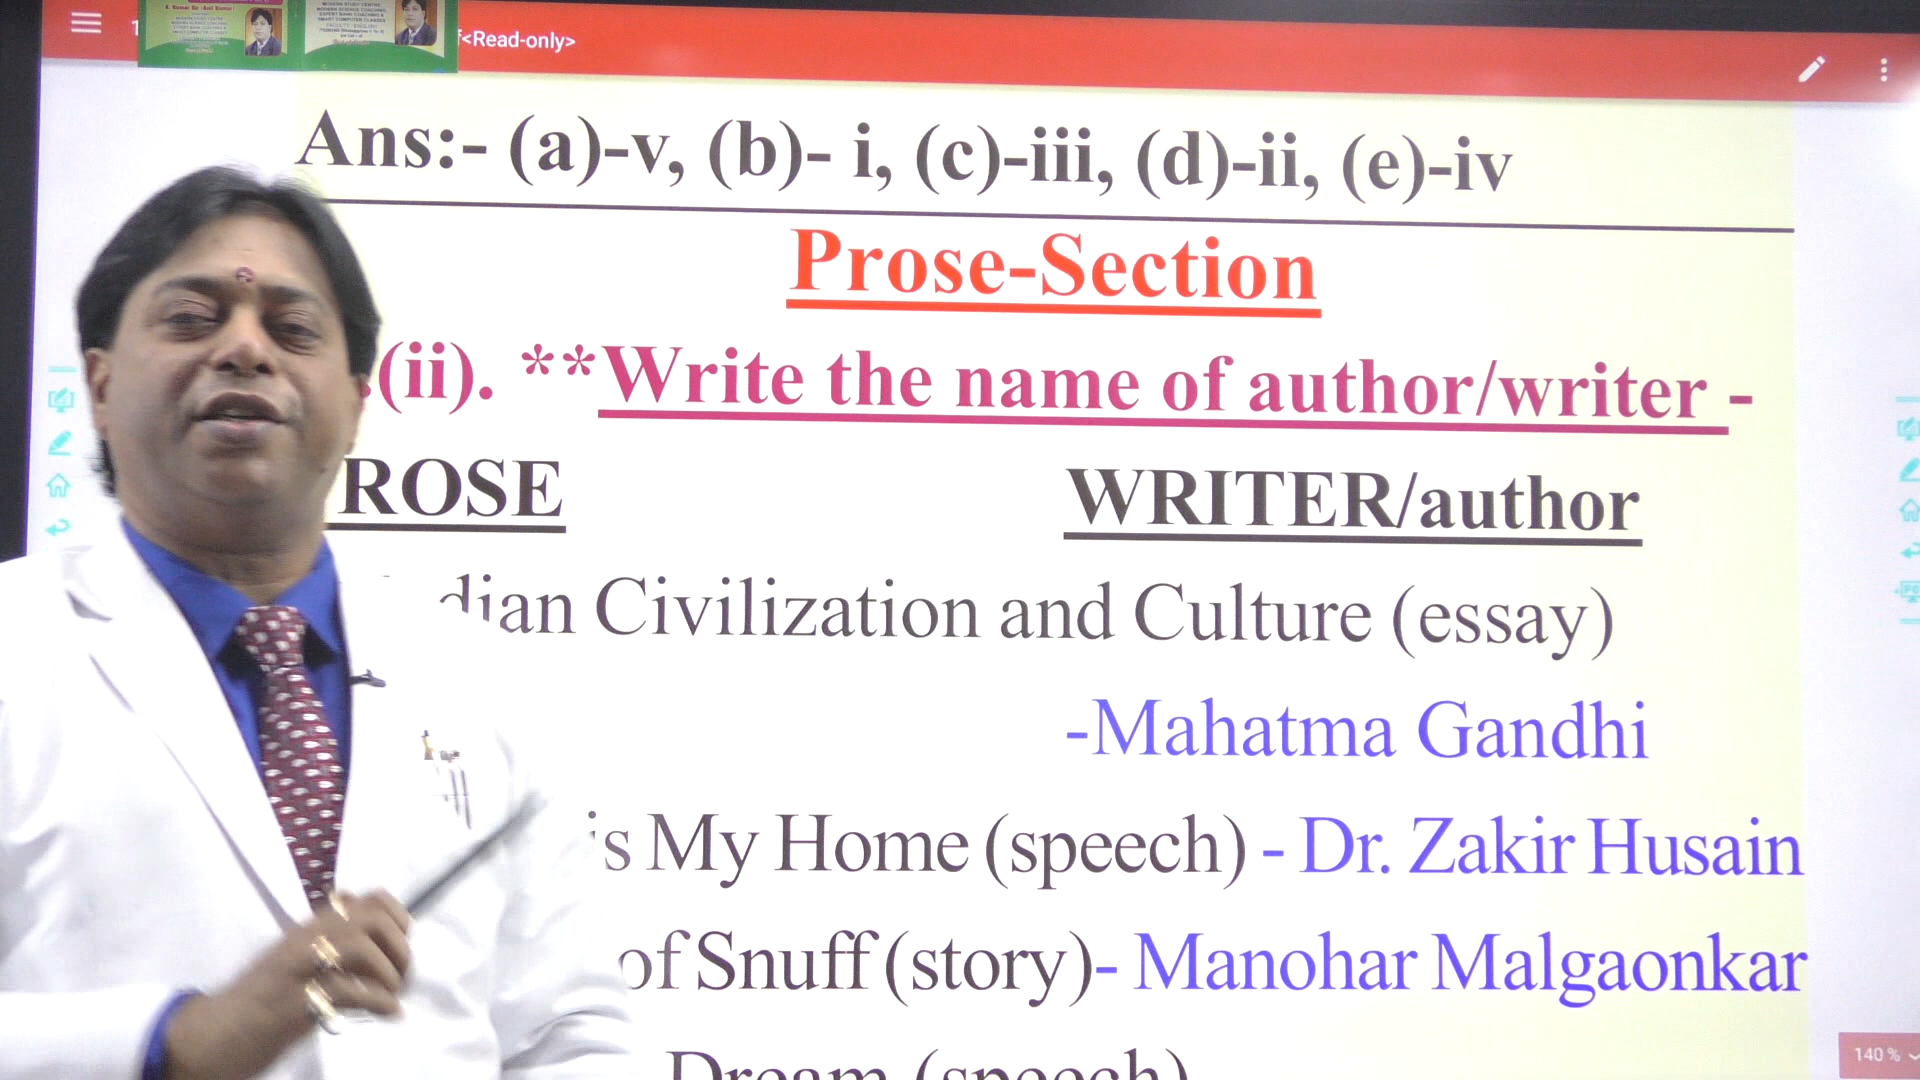 <Read-only>
Ans:- (a)-v, (b)- i, (c)-iii, (d)-ii, (e)-iv
Prose-Section
(ii). **Write the name of author/writer -
ROSE WRITER/author
dian Civilization and Culture (essay)
-Mahatma Gandhi
is My Home (speech) - Dr. Zakir Husain
of Snuff (story)- Manohar Malgaonkar
Dream (speech)
140 %